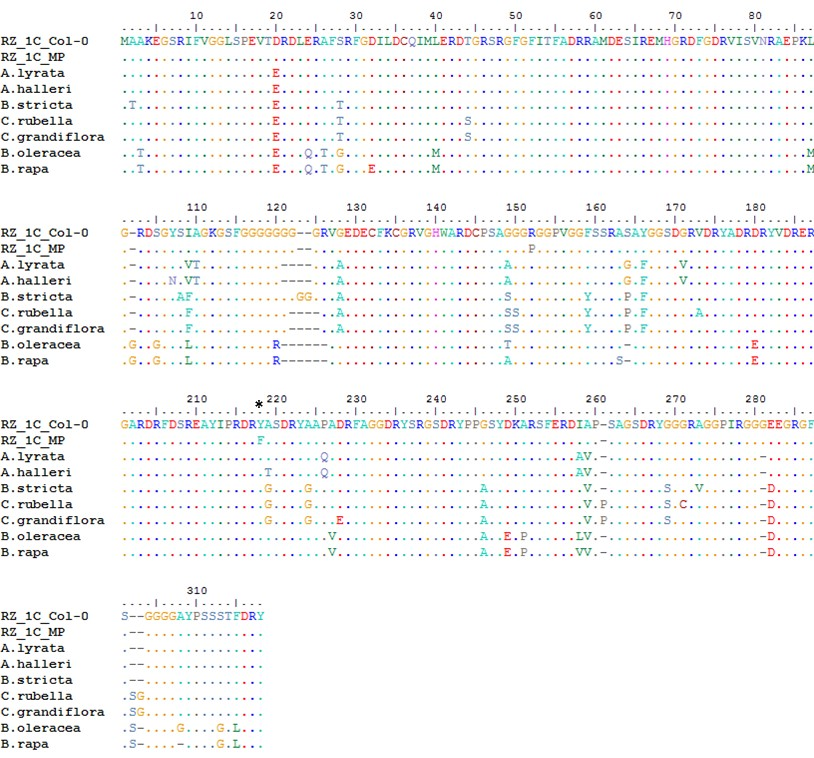 10 20 30 40 50 60 70 80
RZ_1C_Col-0 MAAKEGSRIFVGGLSPEVTDRDLERAFSRFGDILDCQIMLERDTGRSRGFGFITFADRRAMDESIREMHGRDFGDRVISVNRAEPKL
RZ_1C_MP .......................................................................................
A.lyrata ...................E...................................................................
A.halleri ...................E...................................................................
B.stricta .T.................E.......T...........................................................
C.rubella ...................E.......T...............S...........................................
C.grandiflora ...................E.......T...............S...........................................
B.oleracea ..T................E...Q.T.G...........M..............................................M
B.rapa ..T................E...Q.T.G...E.......M..............................................M
110 120 130 140 150 160 170 180
RZ_1C_Col-0 G-RDSGYSIAGKGSFGGGGGGG--GRVGEDECFKCGRVGHWARDCPSAGGGRGGPVGGFSSRASAYGGSDGRVDRYADRDRYVDRER
RZ_1C_MP .-....................--...........................P...................................
A.lyrata .-......VT..........----...A....................A..............G.F....V................
A.halleri .-....N.VT..........----...A....................A..............G.F....V................
B.stricta .-.....AF.............GG...A....................S.........Y....P.F.....................
C.rubella .-......F...........----...A....................SS........Y....P.F......A..............
C.grandiflora .-......F...........----...A....................SS........Y....P.F.....................
B.oleracea .G..G...L..........R------......................T..............-...............E.......
B.rapa .G..G...L..........R------......................A.............S-...............E.......
210 220 230 240 250 260 270 280
*
RZ_1C_Col-0 GARDRFDSREAYIPRDRYASDRYAAPADRFAGGDRYSRGSDRYPPGSYDKARSFERDIAP-SAGSDRYGGGRAGGPIRGGGEEGRGF
RZ_1C_MP .................F..........................................-..........................
A.lyrata .........................Q...............................AV.-...................-......
A.halleri ..................T......Q...............................AV.-...................-......
B.stricta ..................G....G.....................A............V.-.......S...V.......-D.....
C.rubella ..................G....G.....................A............V.P.......S.C.........-D.....
C.grandiflora ..................G....G...E.................A............V.P.......S...........-D.....
B.oleracea ..........................V..................A..E.P......LV.-...................-D.....
B.rapa ..........................V..................A..E.P......VV.-...................-D.....
310
RZ_1C_Col-0 S--GGGGAYPSSSTFDRY
RZ_1C_MP .--...............
A.lyrata .--...............
A.halleri .--...............
B.stricta .--...............
C.rubella .SG...............
C.grandiflora .SG...............
B.oleracea .S-....G....G.L...
B.rapa .S-....-....G.L...